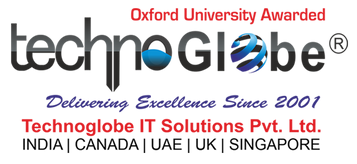 Oxford University Awarded
technoGlobe®
Delivering Excellence Since 2001
Technoglobe IT Solutions Pvt. Ltd.
INDIA | CANADA | UAE | UK | SINGAPORE